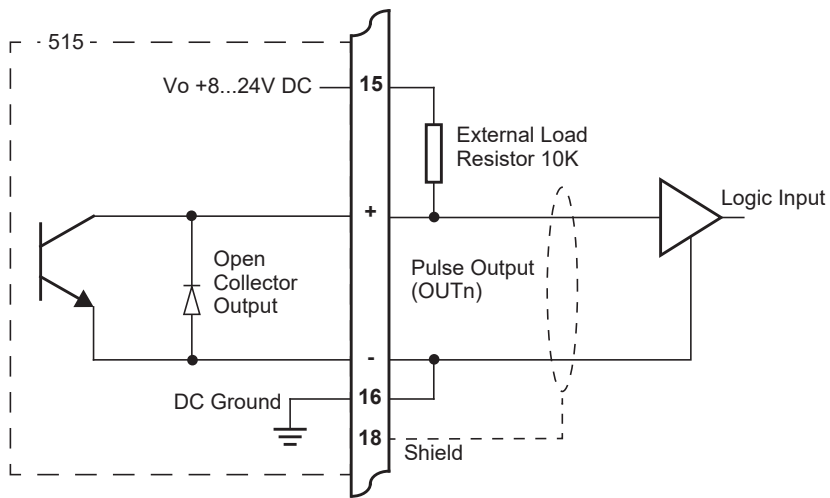 515
Vo +8...24V DC
15
External Load
Resistor 10K
+
Logic Input
Open
Collector
Output
Pulse Output
(OUTn)
-
DC Ground
16
18
Shield